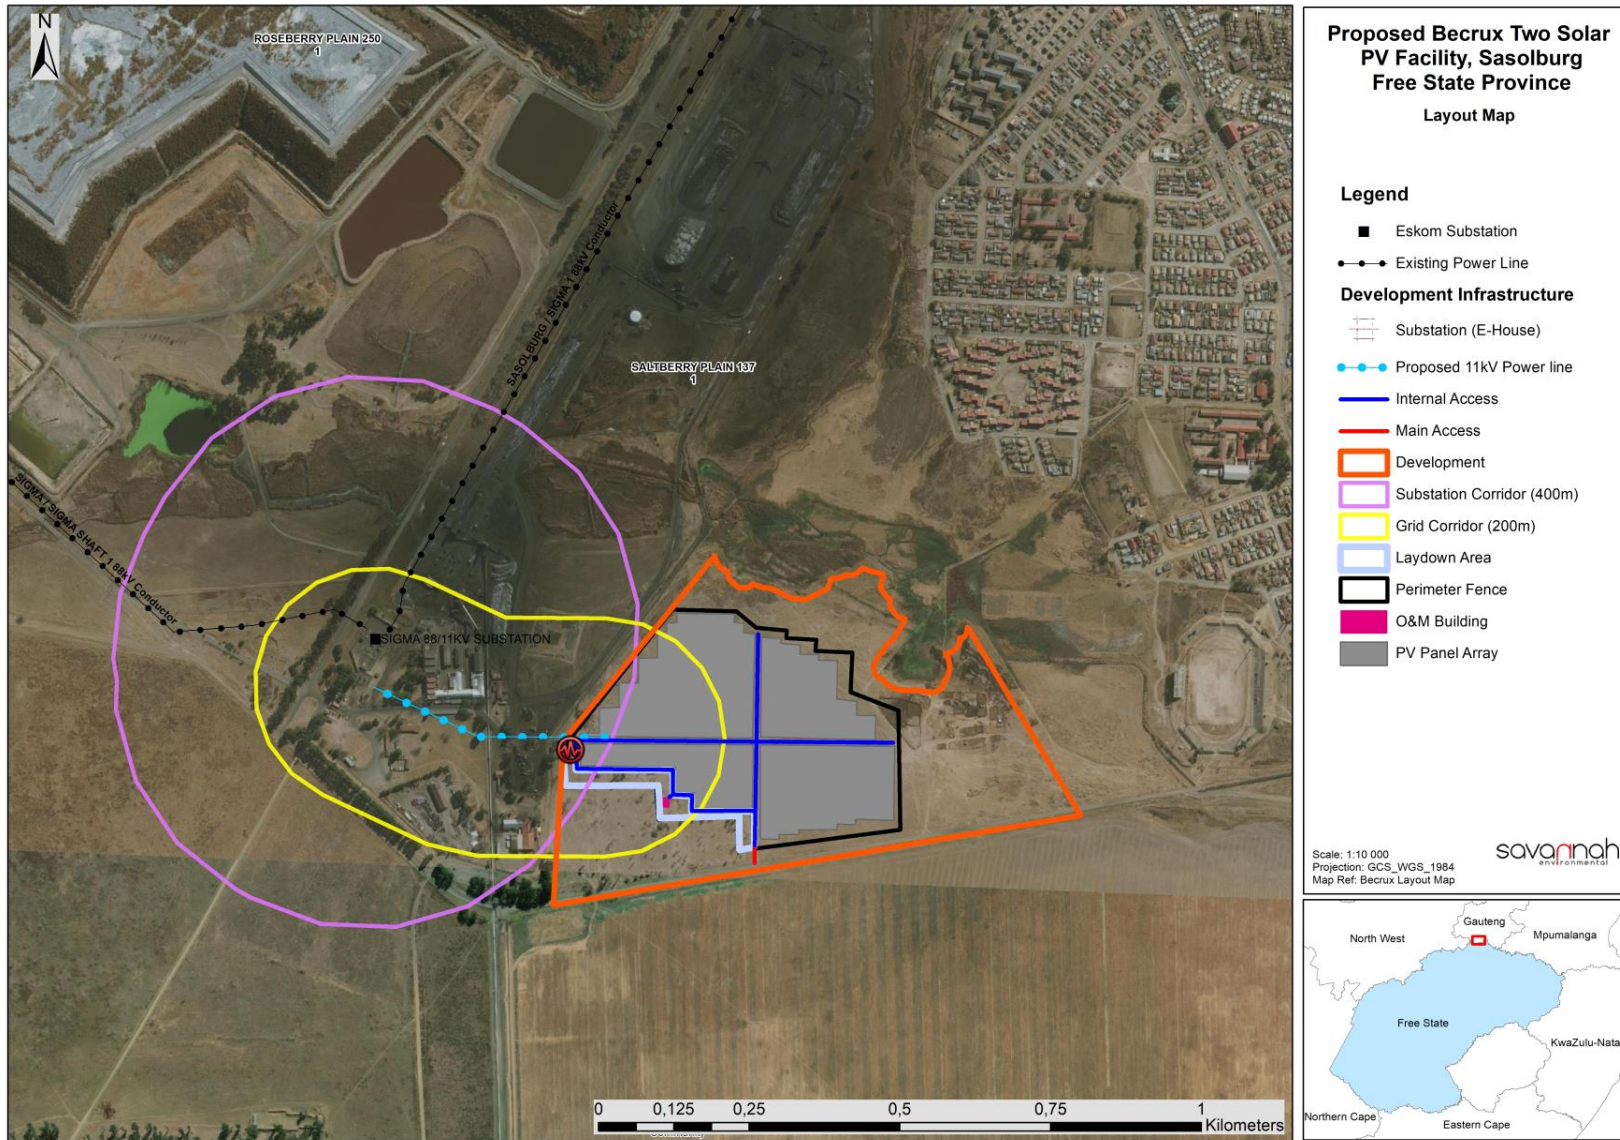 N
ROSEBERRY PLAIN 250
1
SASOLBURG / SIGMA 1 88kV Conductor
SALTBERRY PLAIN 137
1
SIGMA / SIGMA SHAFT 1 88kV Conductor
SIGMA 88/11KV SUBSTATION
0 0,125 0,25 0,5 0,75 1
Kilometers
Proposed Becrux Two Solar
PV Facility, Sasolburg
Free State Province
Layout Map
Legend
Eskom Substation
Existing Power Line
Development Infrastructure
Substation (E-House)
Proposed 11kV Power line
Internal Access
Main Access
Development
Substation Corridor (400m)
Grid Corridor (200m)
Laydown Area
Perimeter Fence
O&M Building
PV Panel Array
Scale: 1:10 000
Projection: GCS_WGS_1984
Map Ref: Becrux Layout Map
savannah
environmental
Gauteng
North West
Mpumalanga
Free State
KwaZulu-Nata
Northern Cape
Eastern Cape